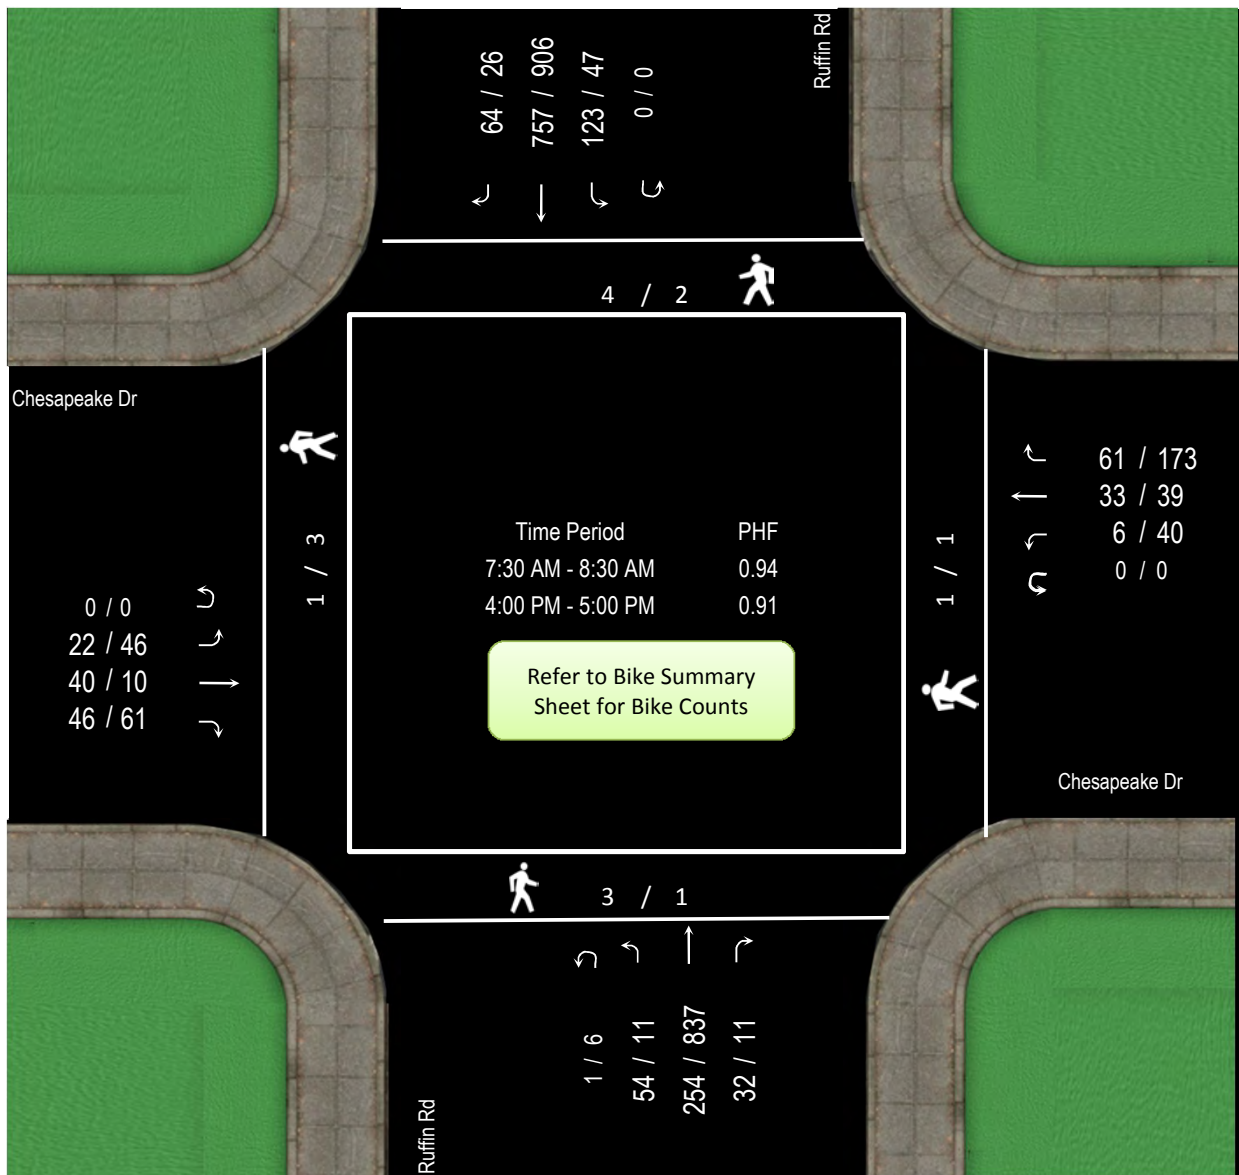 Ruffin Rd
64 / 26
757 / 906
123 / 47
0 / 0
4 / 2
Chesapeake Dr
61 / 173
33 / 39
6 / 40
0 / 0
1 / 3
1 / 1
Time Period PHF
7:30 AM - 8:30 AM 0.94
4:00 PM - 5:00 PM 0.91
0 / 0
22 / 46
40 / 10
46 / 61
Refer to Bike Summary
Sheet for Bike Counts
Chesapeake Dr
3 / 1
1 / 6
54 / 11
254 / 837
32 / 11
Ruffin Rd